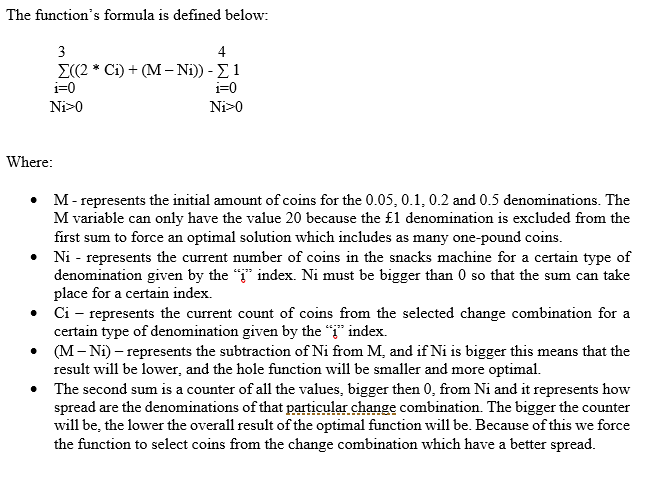 The function's formula is defined below:
3 4
∑((2 * Ci) + (M – Ni)) - ∑ 1
i=0 i=0
Ni>0 Ni>0
Where:
• M - represents the initial amount of coins for the 0.05, 0.1, 0.2 and 0.5 denominations. The
M variable can only have the value 20 because the £1 denomination is excluded from the
first sum to force an optimal solution which includes as many one-pound coins.
• Ni - represents the current number of coins in the snacks machine for a certain type of
denomination given by the “i” index. Ni must be bigger than 0 so that the sum can take
place for a certain index.
• Ci – represents the current count of coins from the selected change combination for a
certain type of denomination given by the “i” index.
• (M – Ni) – represents the subtraction of Ni from M, and if Ni is bigger this means that the
result will be lower, and the hole function will be smaller and more optimal.
• The second sum is a counter of all the values, bigger then 0, from Ni and it represents how
spread are the denominations of that particular change combination. The bigger the counter
will be, the lower the overall result of the optimal function will be. Because of this we force
the function to select coins from the change combination which have a better spread.